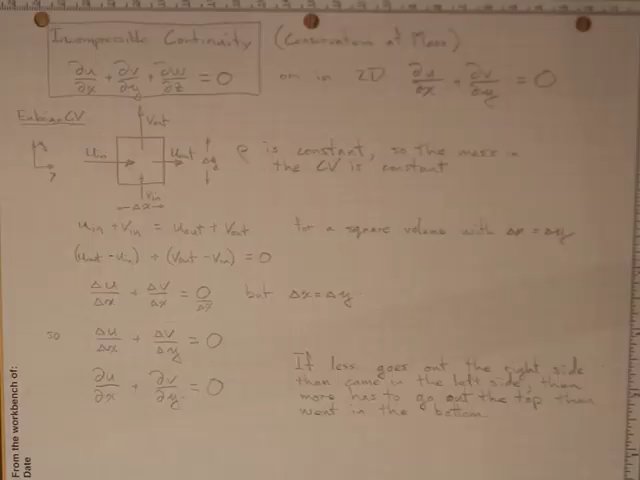 Incompressible Continuity (Conservation of Mass)
∂u/∂x + ∂v/∂y + ∂w/∂z = 0 or in 2D ∂u/∂x + ∂v/∂y = 0
Eulerian CV
Vout
y
x
Uin Uout Δy
Vin
Δx
ρ is constant, so the mass in
the CV is constant
Uin + Vin = Uout + Vout for a square volume with Δx = Δy
(Uout - Uin) + (Vout - Vin) = 0
ΔU/Δx + ΔV/Δx = 0/Δx but Δx = Δy
so ΔU/Δx + ΔV/Δy = 0
∂u/∂x + ∂v/∂y = 0
If less goes out the right side
than came in the left side, then
more has to go out the top than
went in the bottom.
From the workbench of:
Date